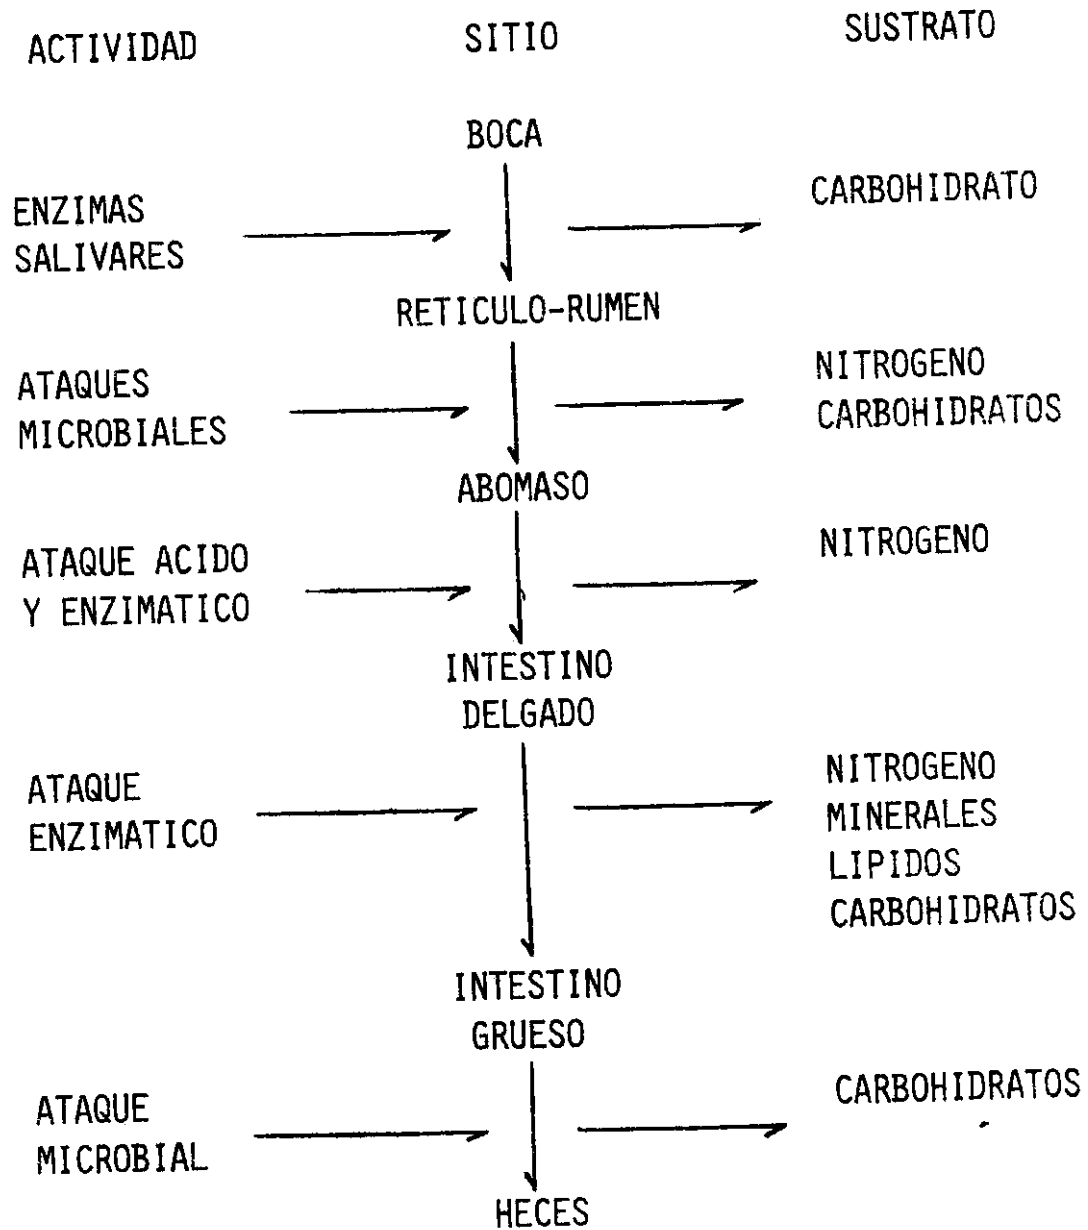 ACTIVIDAD SITIO SUSTRATO
BOCA
ENZIMAS
SALIVARES
CARBOHIDRATO
RETICULO-RUMEN
ATAQUES
MICROBIALES
NITROGENO
CARBOHIDRATOS
ABOMASO
ATAQUE ACIDO
Y ENZIMATICO
NITROGENO
INTESTINO
DELGADO
ATAQUE
ENZIMATICO
NITROGENO
MINERALES
LIPIDOS
CARBOHIDRATOS
INTESTINO
GRUESO
ATAQUE
MICROBIAL
CARBOHIDRATOS
HECES